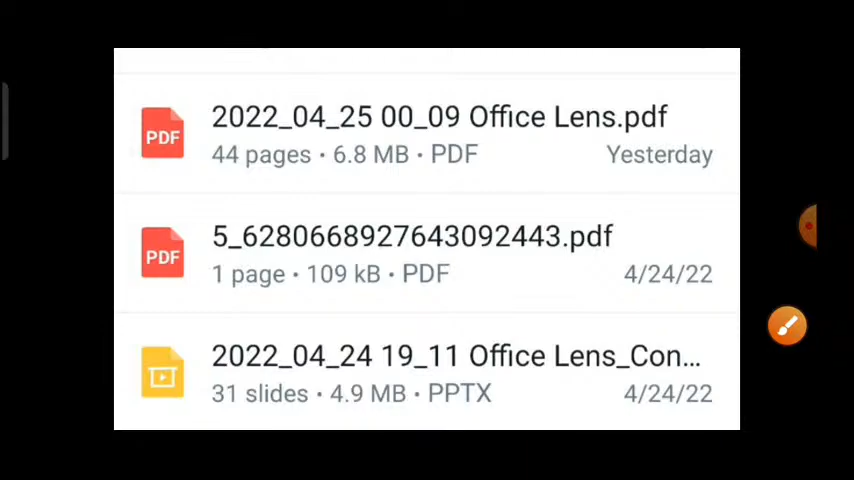 2022_04_25 00_09 Office Lens.pdf
PDF
44 pages • 6.8 MB • PDF Yesterday
5_6280668927643092443.pdf
PDF
1 page • 109 kB • PDF 4/24/22
2022_04_24 19_11 Office Lens_Con...
31 slides • 4.9 MB • PPTX 4/24/22